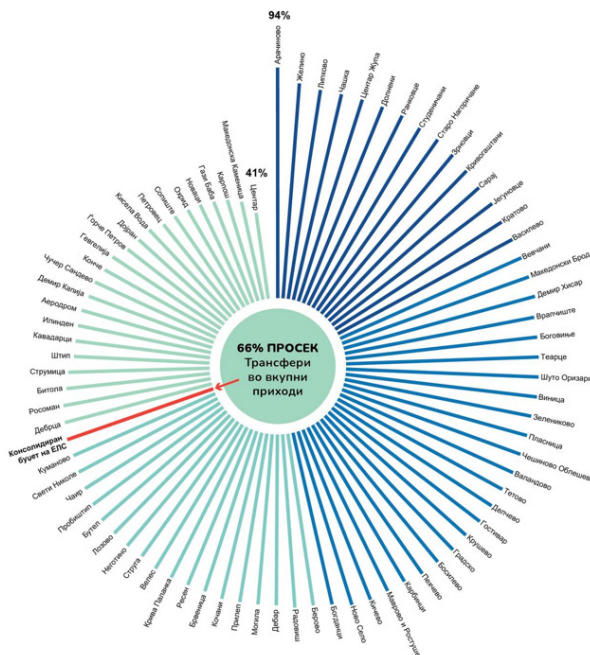 94%
Арачиново
Желино
Липково
Чашка
Центар Жупа
Долнени
Ранковце
Студеничани
Старо Нагоричане
Зрновци
Кривогаштани
Сарај
Јегуновце
Кратово
Василево
Вевчани
Македонски Брод
Демир Хисар
Врапчиште
Боговиње
Теарце
Шуто Оризари
Виница
Зелениково
Пласница
Чешиново Облешево
Валандово
Тетово
Делчево
Гостивар
Крушево
Градско
Босилево
Пехчево
Карбинци
Маврово и Ростуше
Кичево
Ново Село
Богданци
Берово
Радовиш
Дебар
Могила
Прилеп
Кочани
Брвеница
Ресен
Крива Паланка
Велес
Струга
Неготино
Лозово
Бутел
Пробиштип
Чаир
Свети Николе
Куманово
Консолидиран
буџет на ЕЛС
Дебрца
Росоман
Битола
Струмица
Штип
Кавадарци
Илинден
Аеродром
Демир Капија
Чучер Сандево
Конче
Гевгелија
Ѓорче Петров
Дојран
Кисела Вода
Петровец
Сопиште
Охрид
Новаци
Гази Баба
Карпош
Македонска Каменица
Центар
41%
66% ПРОСЕК
Трансфери
во вкупни
приходи